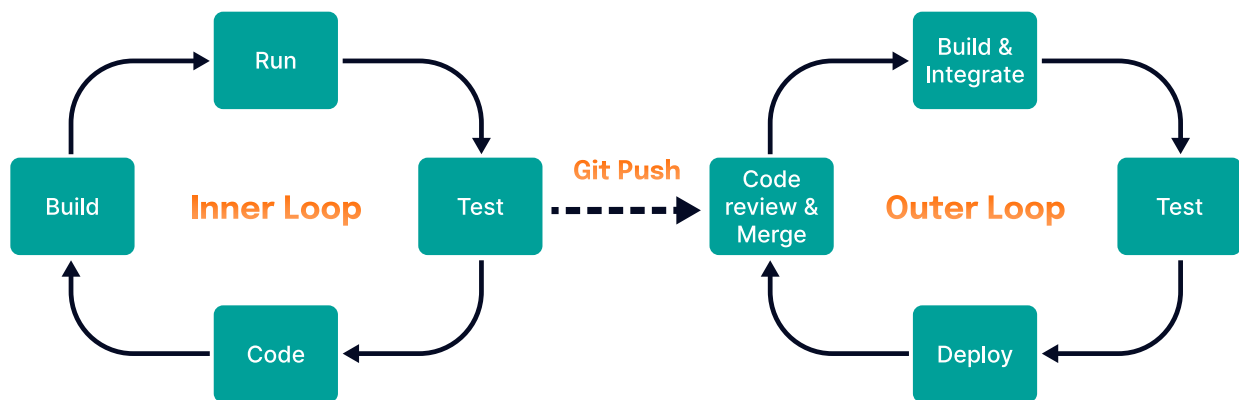 Run
Build
Inner Loop
Test
Code
Git Push
Build &
Integrate
Code
review &
Merge
Outer Loop
Test
Deploy